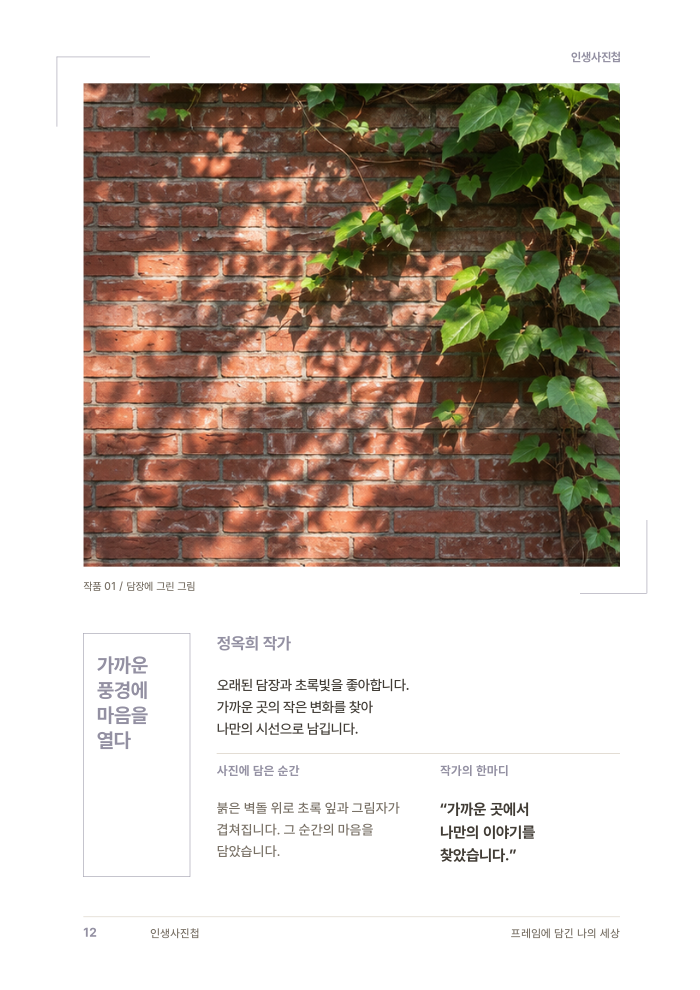 인생사진첩
작품 01 / 담장에 그린 그림
가까운
풍경에
마음을
열다
정옥희 작가
오래된 담장과 초록빛을 좋아합니다.
가까운 곳의 작은 변화를 찾아
나만의 시선으로 남깁니다.
사진에 담은 순간
붉은 벽돌 위로 초록 잎과 그림자가
겹쳐집니다. 그 순간의 마음을
담았습니다.
작가의 한마디
“가까운 곳에서
나만의 이야기를
찾았습니다.”
12
인생사진첩
프레임에 담긴 나의 세상